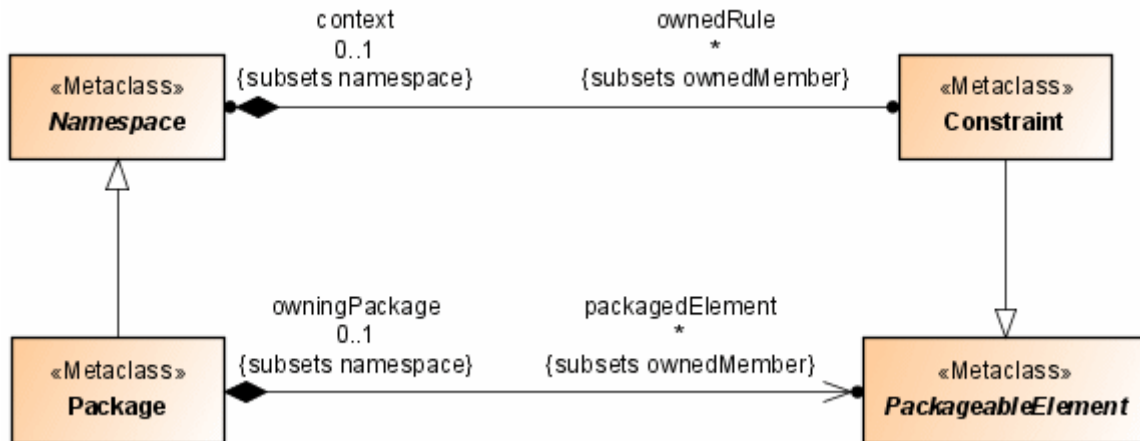 context
0..1
{subsets namespace}
ownedRule
*
{subsets ownedMember}
«Metaclass»
Namespace
«Metaclass»
Constraint
owningPackage
0..1
{subsets namespace}
packagedElement
*
{subsets ownedMember}
«Metaclass»
Package
«Metaclass»
PackageableElement